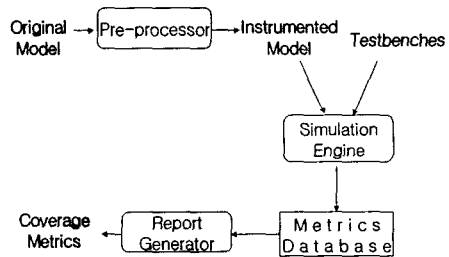 Original
Model
Pre-processor
Instrumented
Model
Testbenches
Simulation
Engine
Coverage
Metrics
Report
Generator
Metrics
Database